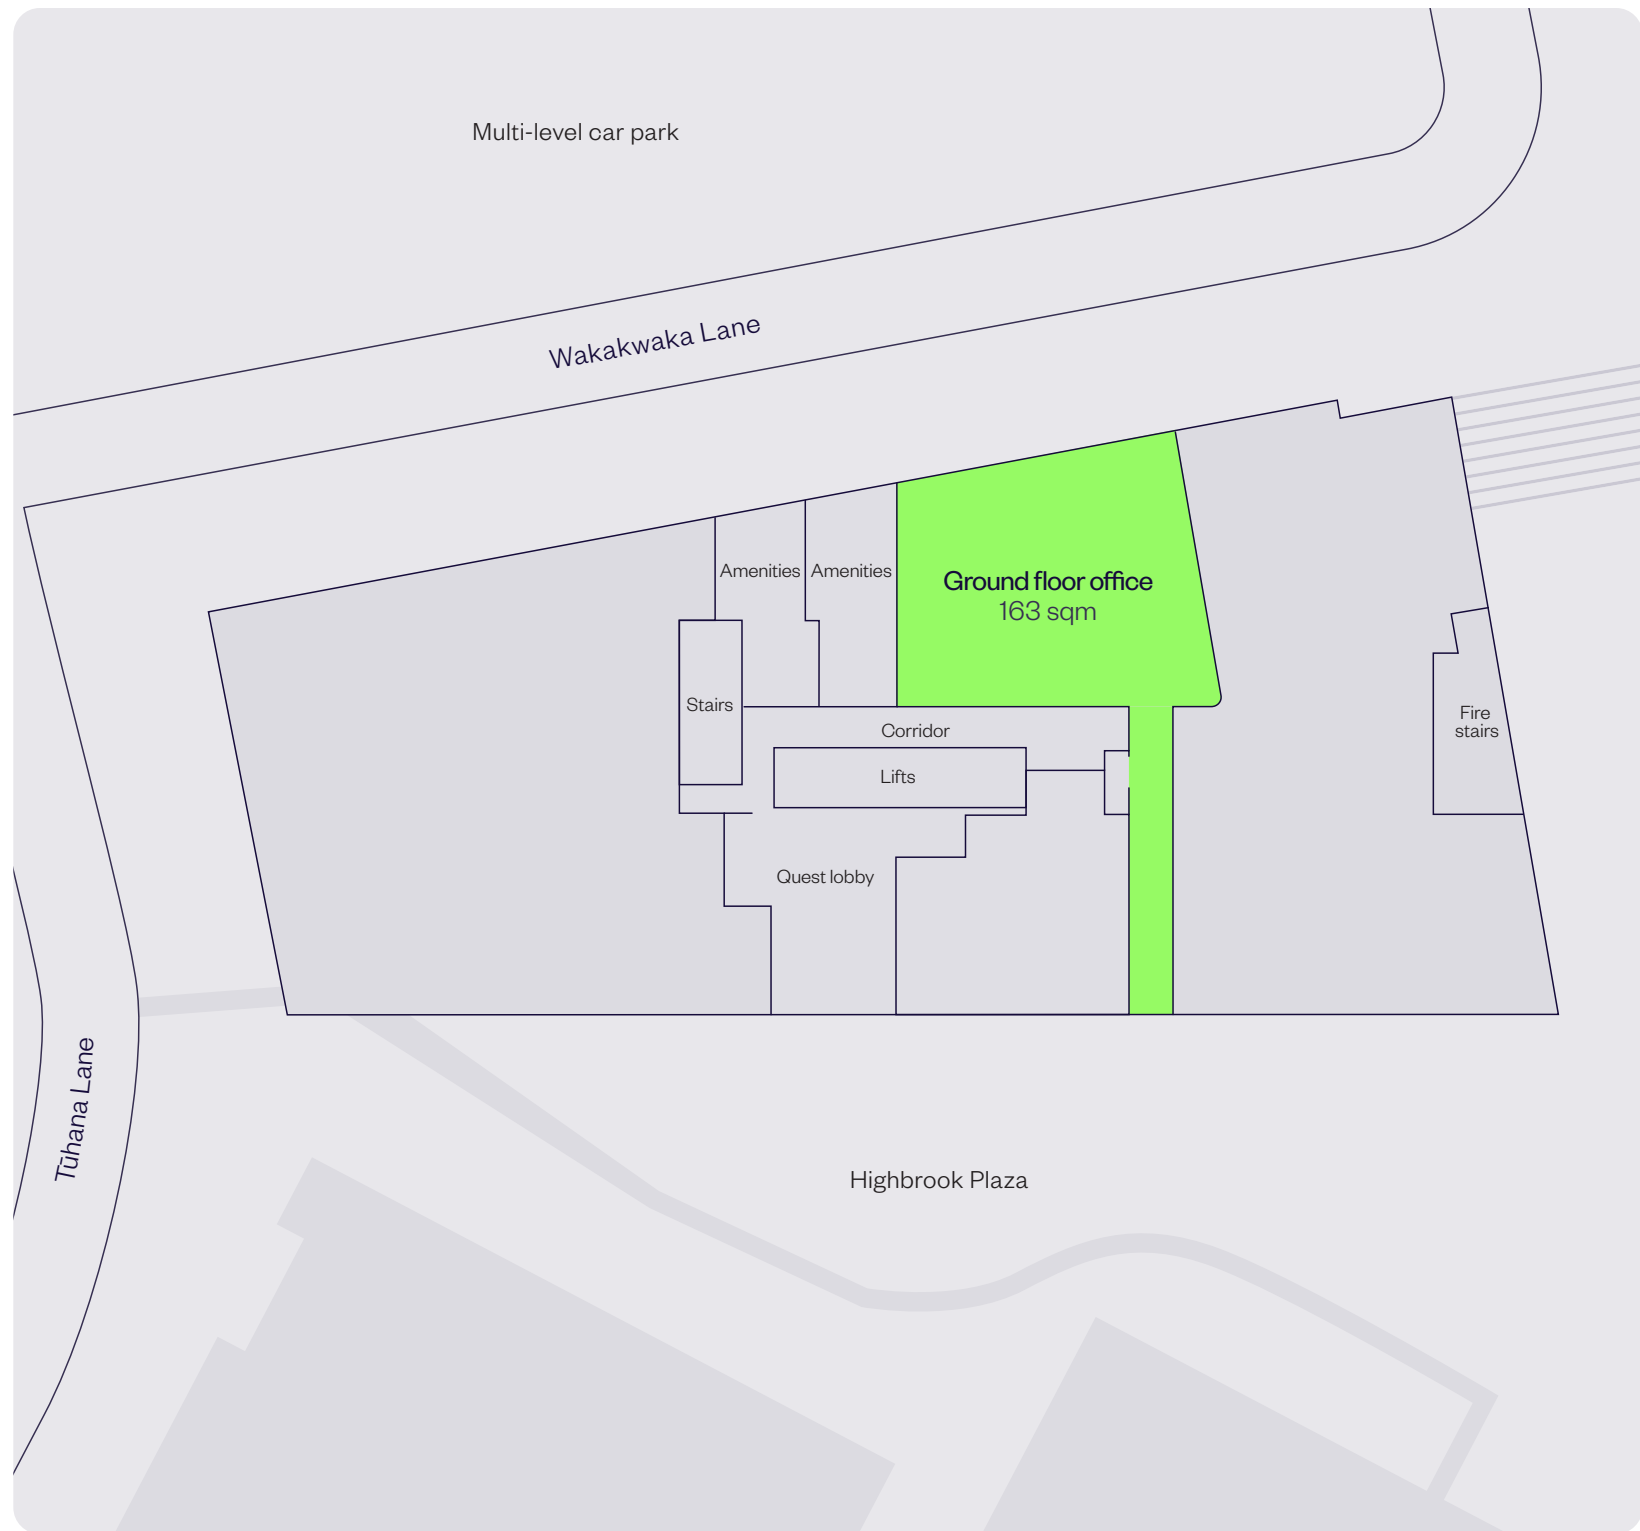 Multi-level car park
Wakakwaka Lane
Amenities
Amenities
Ground floor office
163 sqm
Stairs
Corridor
Lifts
Fire
stairs
Quest lobby
Tūhana Lane
Highbrook Plaza